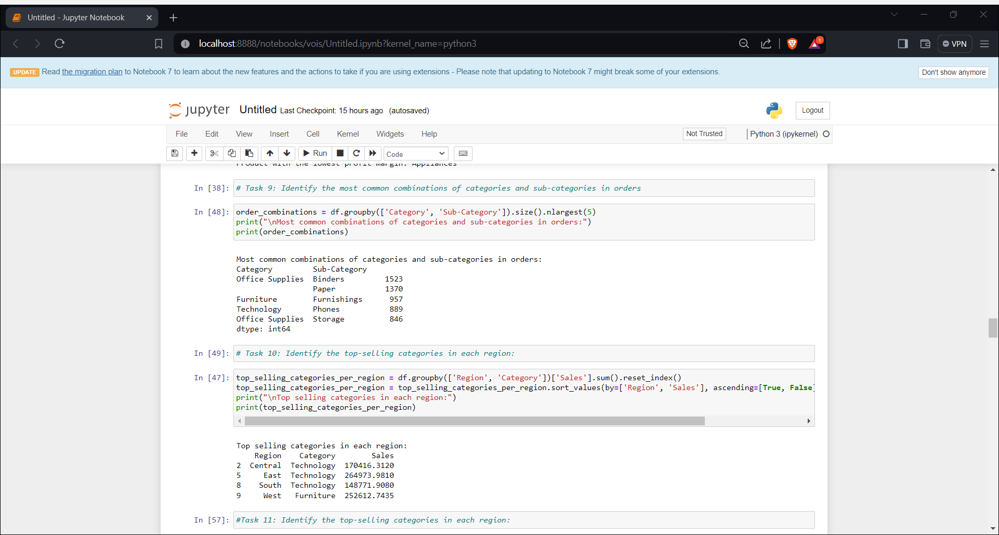 Untitled - Jupyter Notebook
localhost:8888/notebooks/vois/Untitled.ipynb?kernel_name=python3
1
VPN
UPDATE Read the migration plan to Notebook 7 to learn about the new features and the actions to take if you are using extensions - Please note that updating to Notebook 7 might break some of your extensions.
Don't show anymore
jupyter Untitled Last Checkpoint: 15 hours ago (autosaved)
Logout
File Edit View Insert Cell Kernel Widgets Help
Not Trusted
Python 3 (ipykernel)
Run
Code
Product with the lowest profit margin: Appliances
In [38]: # Task 9: Identify the most common combinations of categories and sub-categories in orders
In [48]: order_combinations = df.groupby(['Category', 'Sub-Category']).size().nlargest(5)
print("\nMost common combinations of categories and sub-categories in orders:")
print(order_combinations)
Most common combinations of categories and sub-categories in orders:
Category Sub-Category
Office Supplies Binders 1523
Paper 1370
Furniture Furnishings 957
Technology Phones 889
Office Supplies Storage 846
dtype: int64
In [49]: # Task 10: Identify the top-selling categories in each region:
In [47]: top_selling_categories_per_region = df.groupby(['Region', 'Category'])['Sales'].sum().reset_index()
top_selling_categories_per_region = top_selling_categories_per_region.sort_values(by=['Region', 'Sales'], ascending=[True, False]
print("\nTop selling categories in each region:")
print(top_selling_categories_per_region)
Top selling categories in each region:
Region Category Sales
2 Central Technology 170416.3120
5 East Technology 264973.9810
8 South Technology 148771.9080
9 West Furniture 252612.7435
In [57]: #Task 11: Identify the top-selling categories in each region: